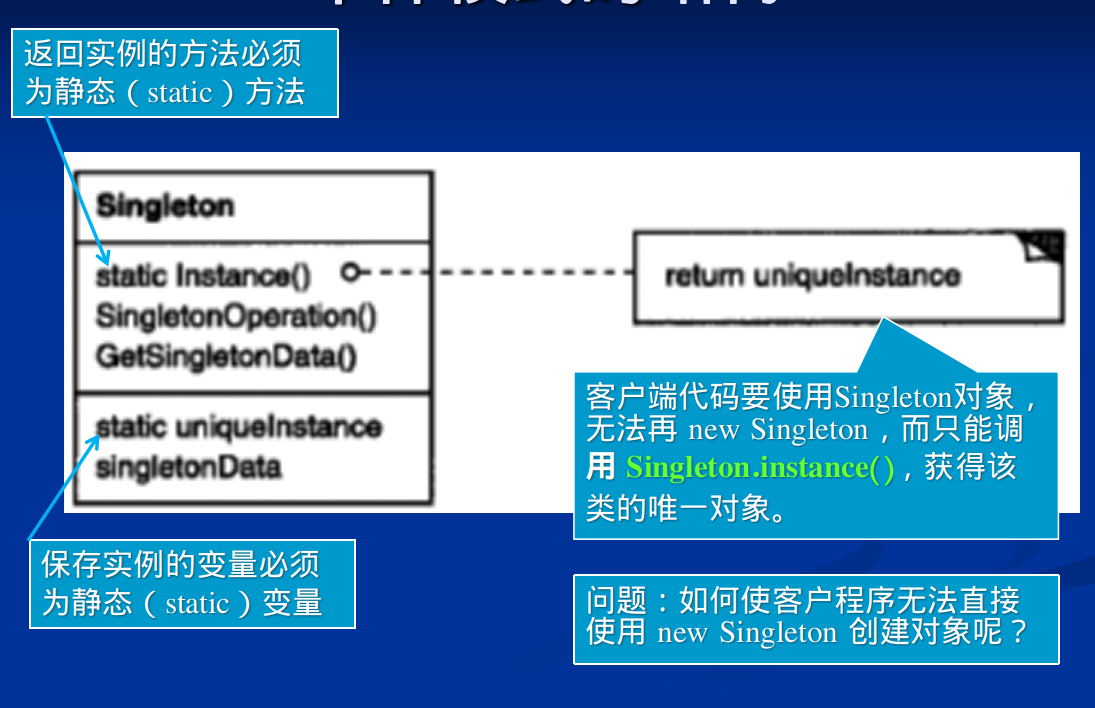 返回实例的方法必须
为静态（static）方法
Singleton
static Instance()
SingletonOperation()
GetSingletonData()
static uniqueInstance
singletonData
return uniqueInstance
客户端代码要使用Singleton对象，
无法再 new Singleton，而只能调
用 Singleton.instance()，获得该
类的唯一对象。
保存实例的变量必须
为静态（static）变量
问题：如何使客户程序无法直接
使用 new Singleton 创建对象呢？